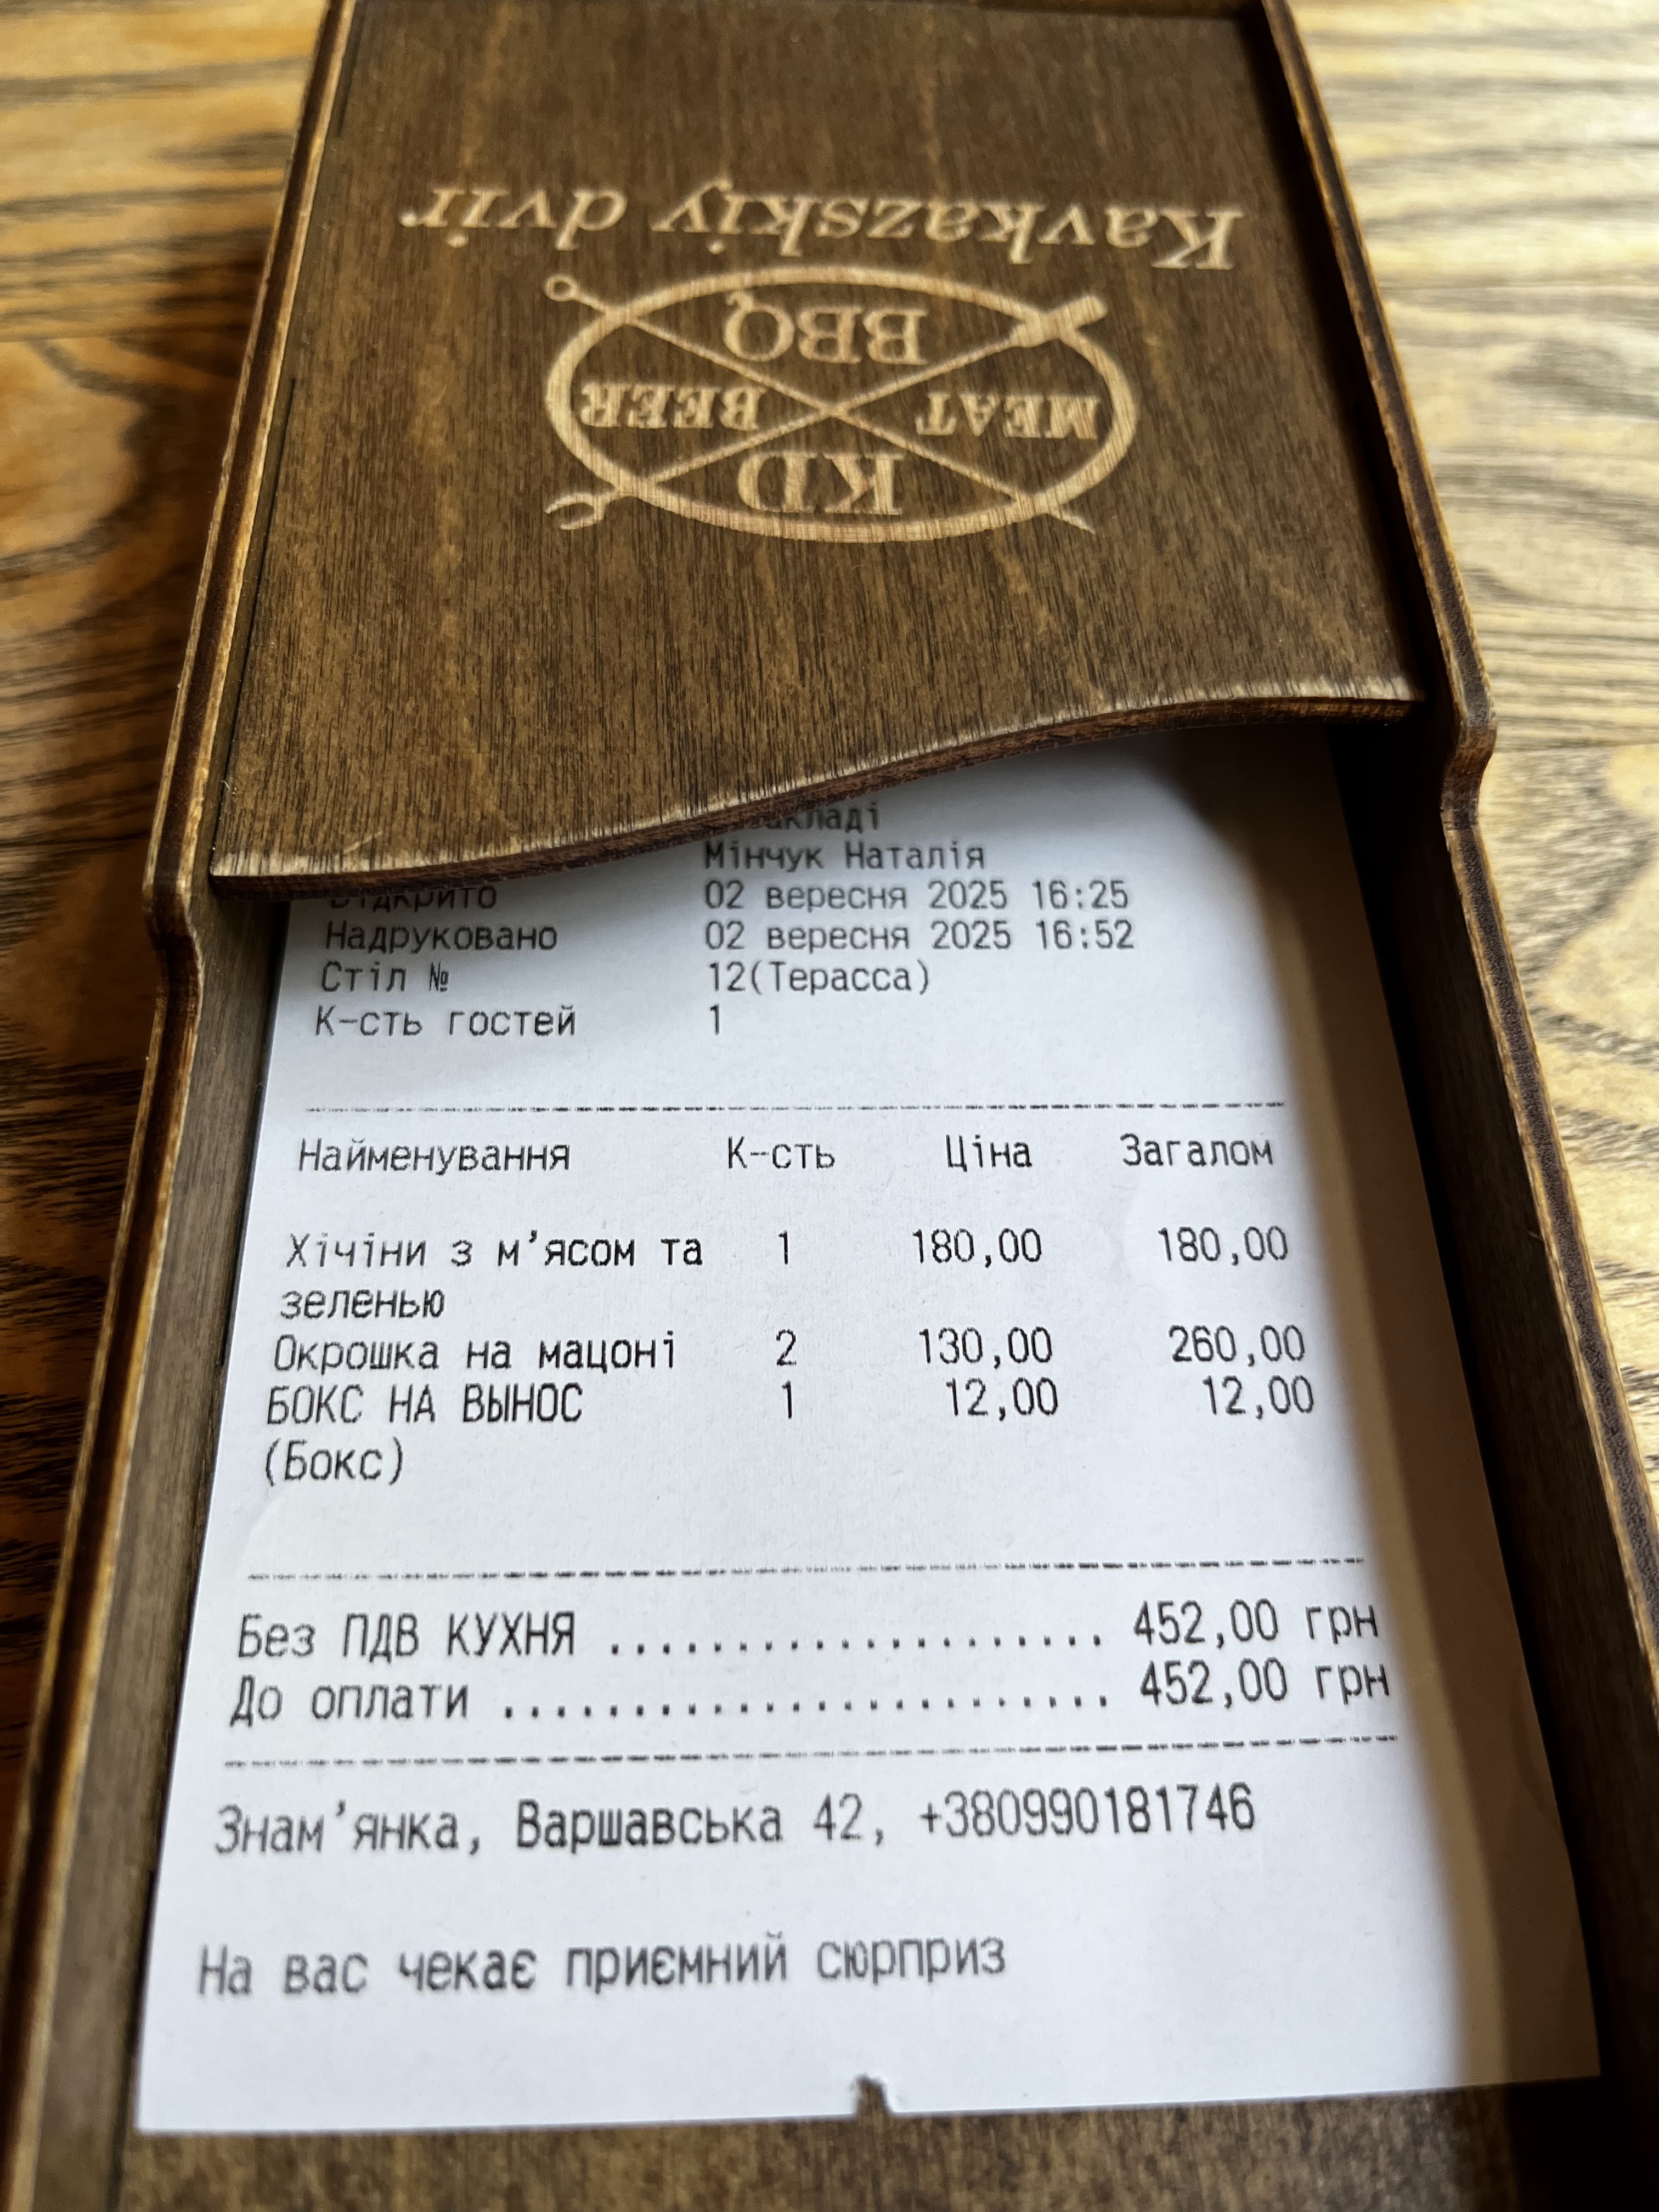 Kavkazskiy dvir
BBQ
MEAT BEER
KD
Мінчук Наталія
Відкрито 02 вересня 2025 16:25
Надруковано 02 вересня 2025 16:52
Стіл № 12(Терасса)
К-сть гостей 1
Найменування К-сть Ціна Загалом
Хічіни з м'ясом та 1 180,00 180,00
зеленью
Окрошка на мацоні 2 130,00 260,00
БОКС НА ВЫНОС 1 12,00 12,00
(Бокс)
Без ПДВ КУХНЯ ................... 452,00 грн
До оплати ........................ 452,00 грн
Знам'янка, Варшавська 42, +380990181746
На вас чекає приємний сюрприз